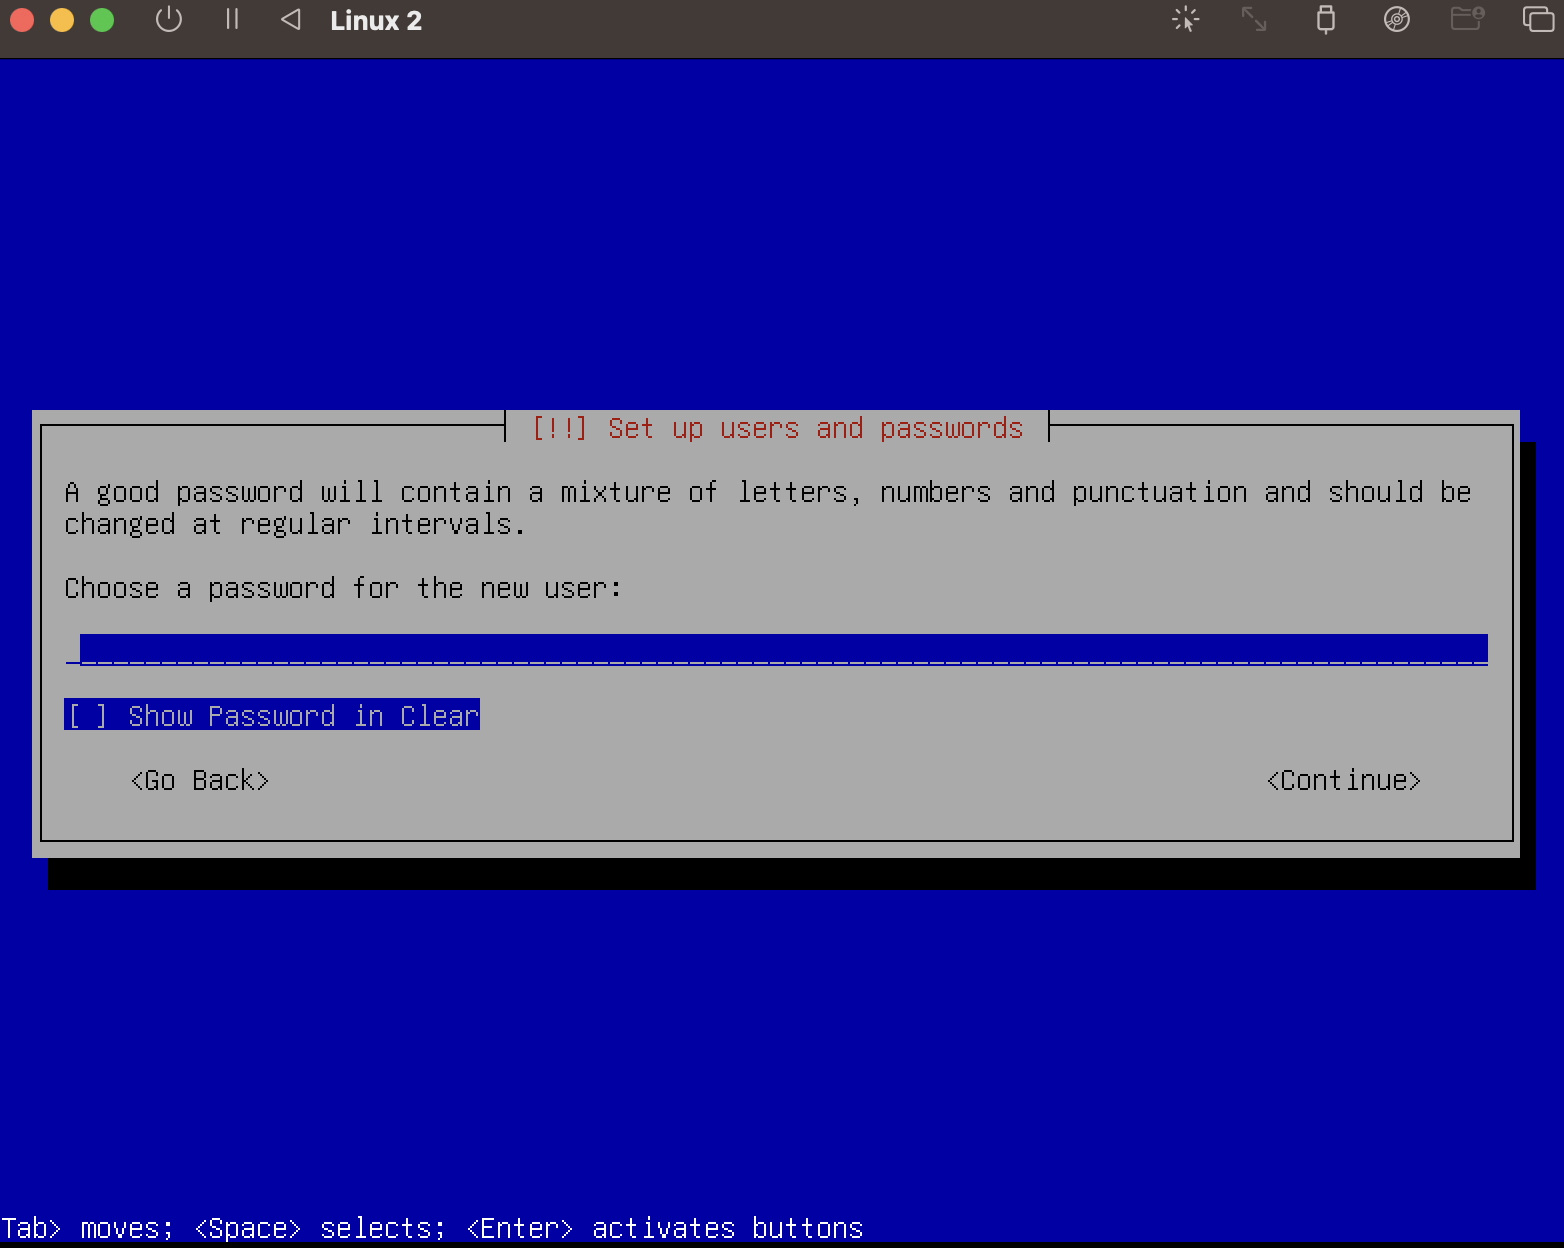 Linux 2
[!!] Set up users and passwords
A good password will contain a mixture of letters, numbers and punctuation and should be
changed at regular intervals.
Choose a password for the new user:
[ ] Show Password in Clear
<Go Back>
<Continue>
Tab> moves; <Space> selects; <Enter> activates buttons